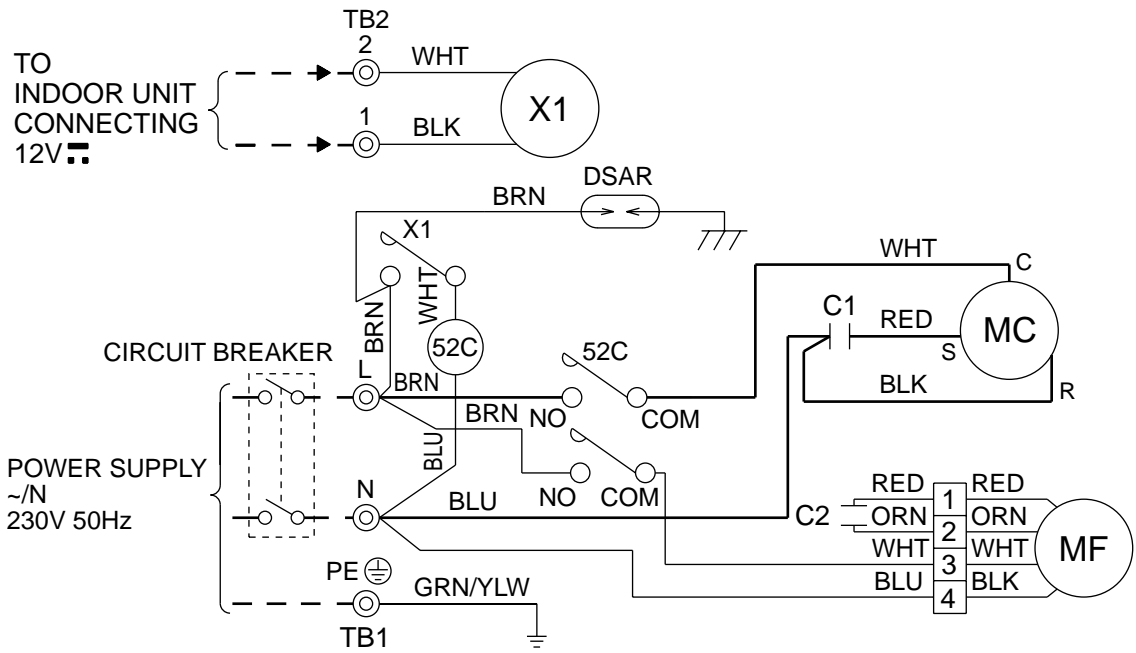 TB2
2
WHT
TO
INDOOR UNIT
CONNECTING
12V
X1
1
BLK
DSAR
BRN
X1
WHT
BRN
WHT
C
C1
RED
MC
S
BLK
R
CIRCUIT BREAKER
L
52C
52C
BRN
BRN
NO
COM
BLU
POWER SUPPLY
~/N
230V 50Hz
N
BLU
NO
COM
C2
RED
1
RED
ORN
2
ORN
WHT
3
WHT
BLU
4
BLK
MF
PE
GRN/YLW
TB1